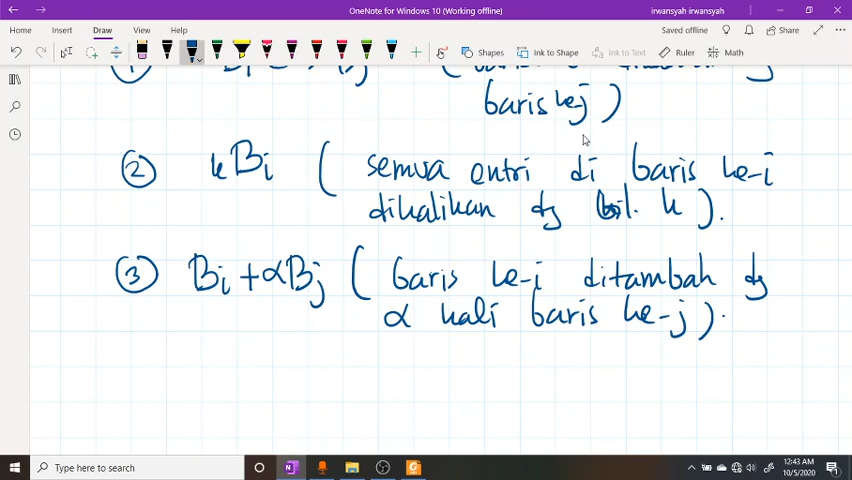 OneNote for Windows 10 (Working offline)
irwansyah irwansyah
Home Insert Draw View Help
Saved offline Share
Shapes Ink to Shape Ink to Text Ruler Math
①
baris ke-j )
② kBi ( semua entri di baris ke-i
dikalikan dg bil. k ).
③ Bi + αBj ( baris ke-i ditambah dg
α kali baris ke-j ).
Type here to search
12:43 AM
10/5/2020